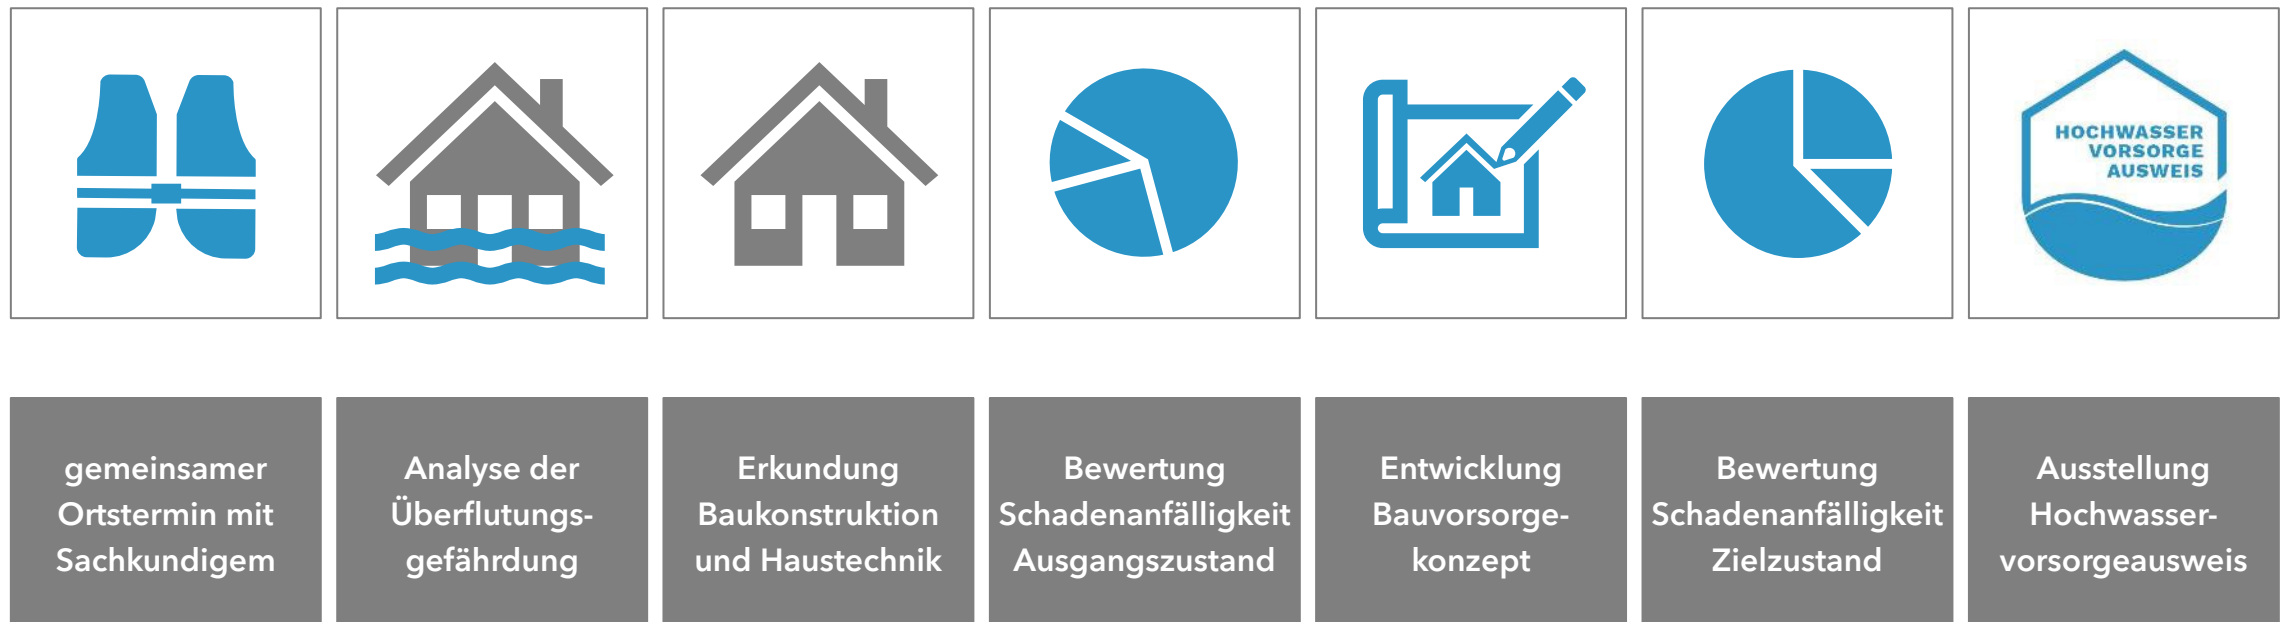 HOCHWASSER
VORSORGE
AUSWEIS
gemeinsamer
Ortstermin mit
Sachkundigem
Analyse der
Überflutungs-
gefährdung
Erkundung
Baukonstruktion
und Haustechnik
Bewertung
Schadenanfälligkeit
Ausgangszustand
Entwicklung
Bauvorsorge-
konzept
Bewertung
Schadenanfälligkeit
Zielzustand
Ausstellung
Hochwasser-
vorsorgeausweis